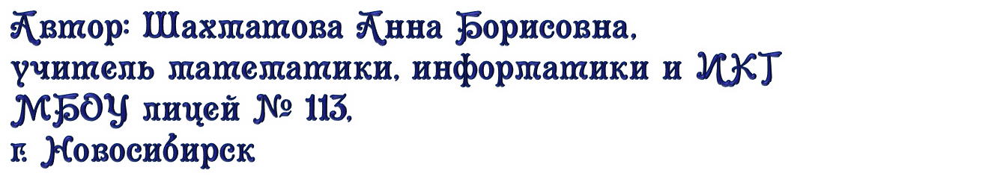 Автор: Шахматова Анна Борисовна,
учитель математики, информатики и ИКТ
МБОУ лицей № 113,
г. Новосибирск